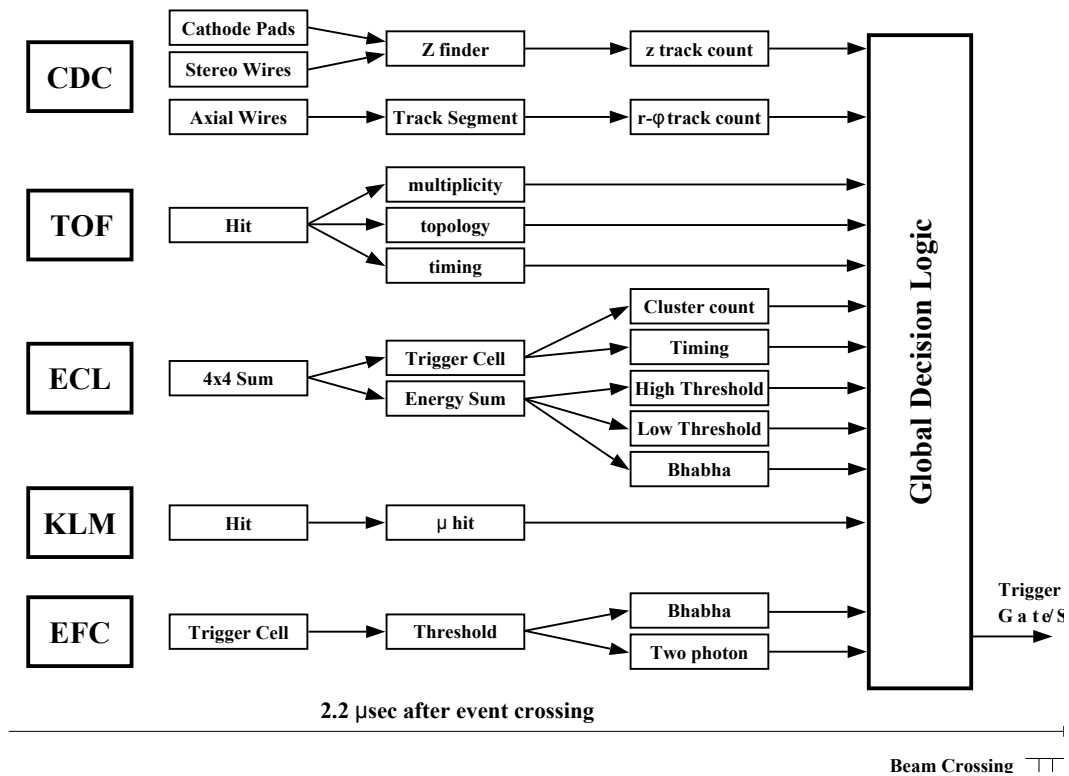 CDC
Cathode Pads
Stereo Wires
Z finder
z track count
Axial Wires
Track Segment
r-φ track count
TOF
Hit
multiplicity
topology
timing
ECL
4x4 Sum
Trigger Cell
Energy Sum
Cluster count
Timing
High Threshold
Low Threshold
Bhabha
KLM
Hit
μ hit
EFC
Trigger Cell
Threshold
Bhabha
Two photon
Global Decision Logic
Trigger
Gate/S
2.2 μsec after event crossing
Beam Crossing